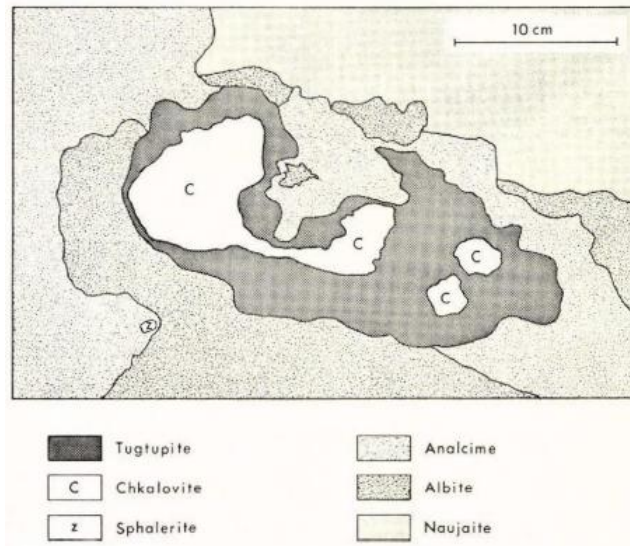 10 cm
C
C
C
C
z
Tugtupite
Analcime
C Chkalovite
Albite
z Sphalerite
Naujaite